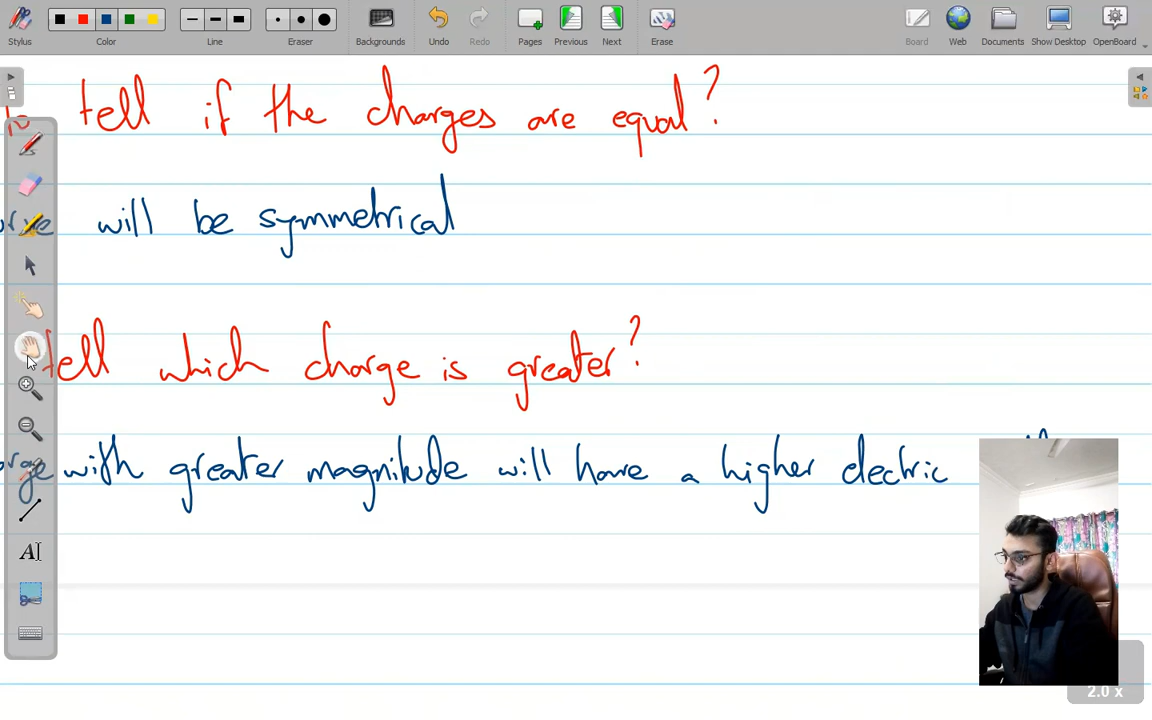 Stylus
Color
Line
Eraser
Backgrounds
Undo
Redo
Pages
Previous
Next
Erase
Board
Web
Documents
Show Desktop
OpenBoard
tell if the charges are equal?
will be symmetrical
tell which charge is greater?
with greater magnitude will have a higher electric
A
2.0 x